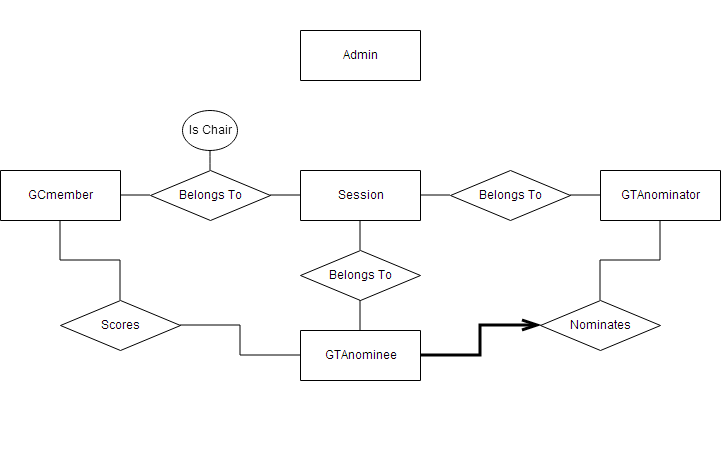 Admin
Is Chair
GCmember
Belongs To
Session
Belongs To
GTAnominator
Belongs To
Scores
Nominates
GTAnominee